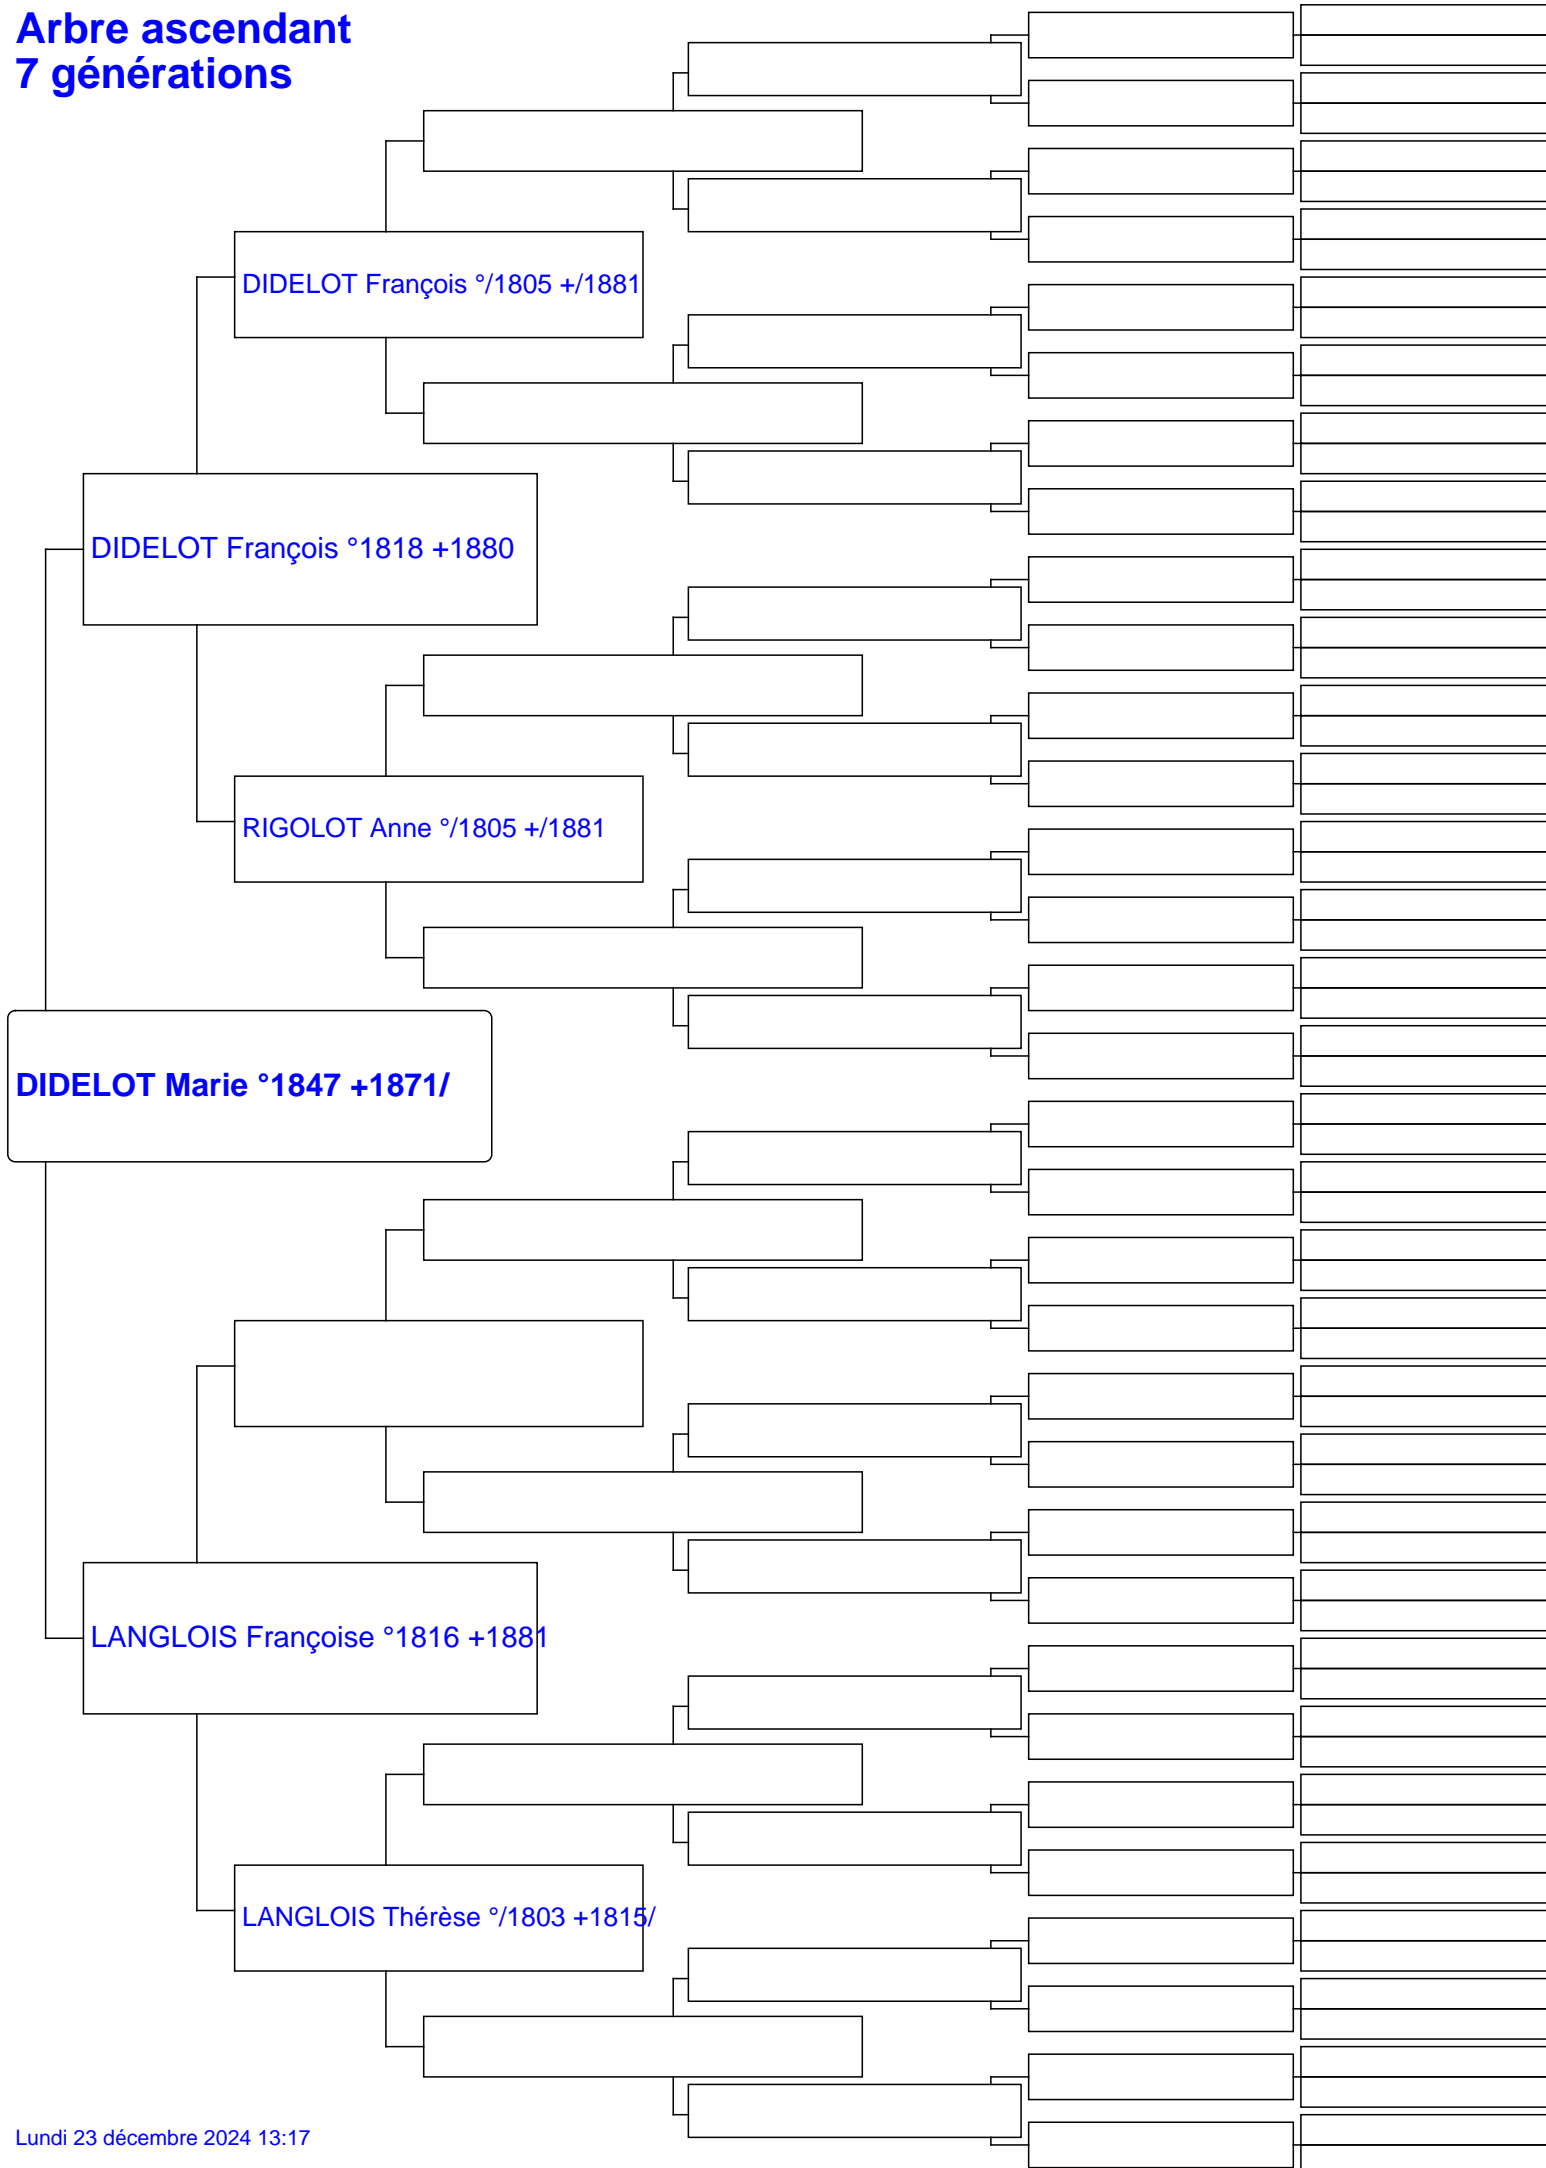 Arbre ascendant
7 générations
DIDELOT François °/1805 +/1881
DIDELOT François °1818 +1880
RIGOLOT Anne °/1805 +/1881
DIDELOT Marie °1847 +1871/
LANGLOIS Françoise °1816 +1881
LANGLOIS Thérèse °/1803 +1815/
Lundi 23 décembre 2024 13:17